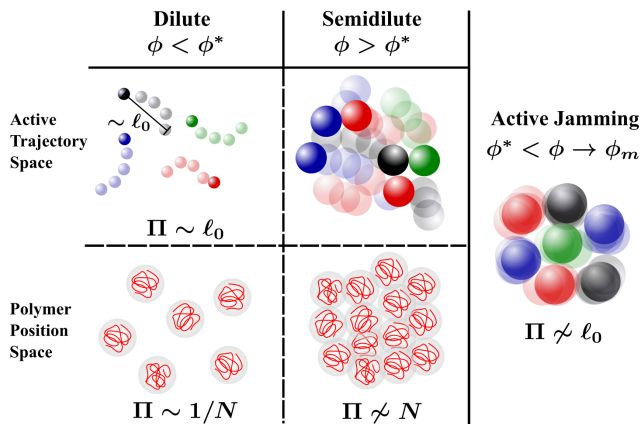 Dilute
ϕ < ϕ*
Semidilute
ϕ > ϕ*
Active
Trajectory
Space
∼ ℓ₀
Π ∼ ℓ₀
Active Jamming
ϕ* < ϕ → ϕₘ
Π ≁ ℓ₀
Polymer
Position
Space
Π ∼ 1/N
Π ≁ N